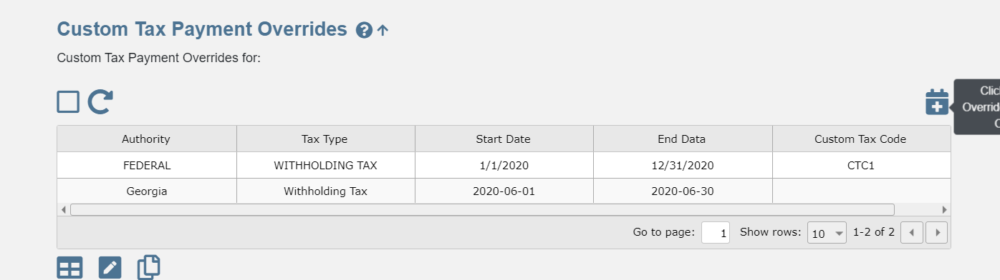 Custom Tax Payment Overrides
Custom Tax Payment Overrides for:
Authority Tax Type Start Date End Data Custom Tax Code
FEDERAL WITHHOLDING TAX 1/1/2020 12/31/2020 CTC1
Georgia Withholding Tax 2020-06-01 2020-06-30
Go to page: 1 Show rows: 10 1-2 of 2